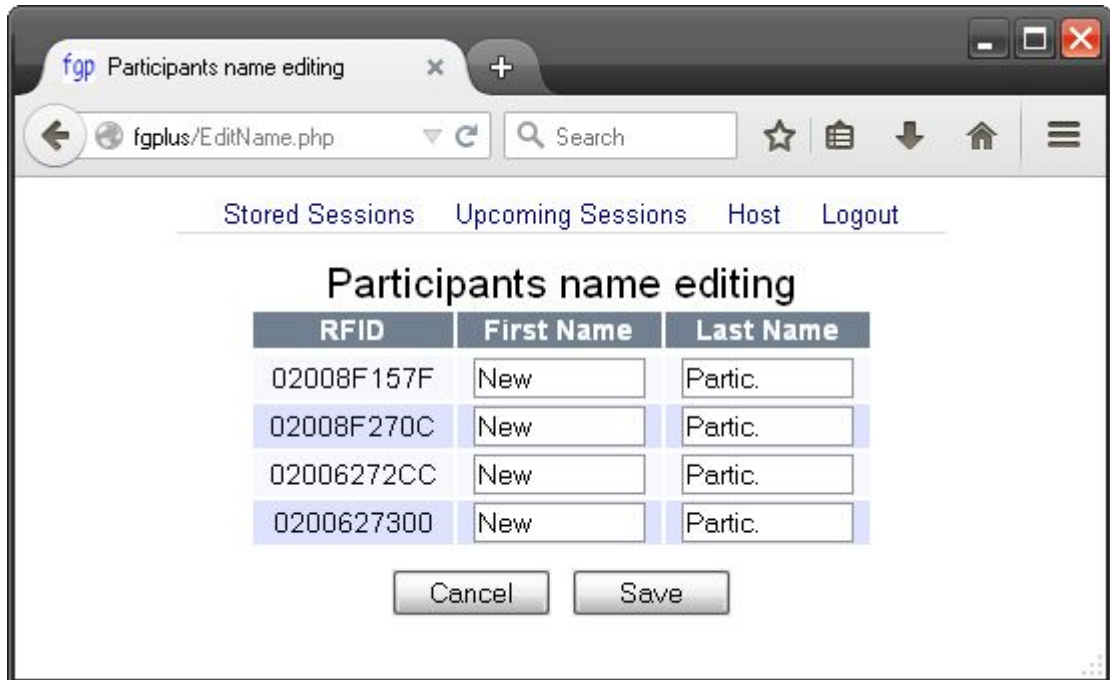 fgp Participants name editing
fgplus/EditName.php Search
Stored Sessions Upcoming Sessions Host Logout
Participants name editing
RFID First Name Last Name
02008F157F New Partic.
02008F270C New Partic.
02006272CC New Partic.
0200627300 New Partic.
Cancel Save